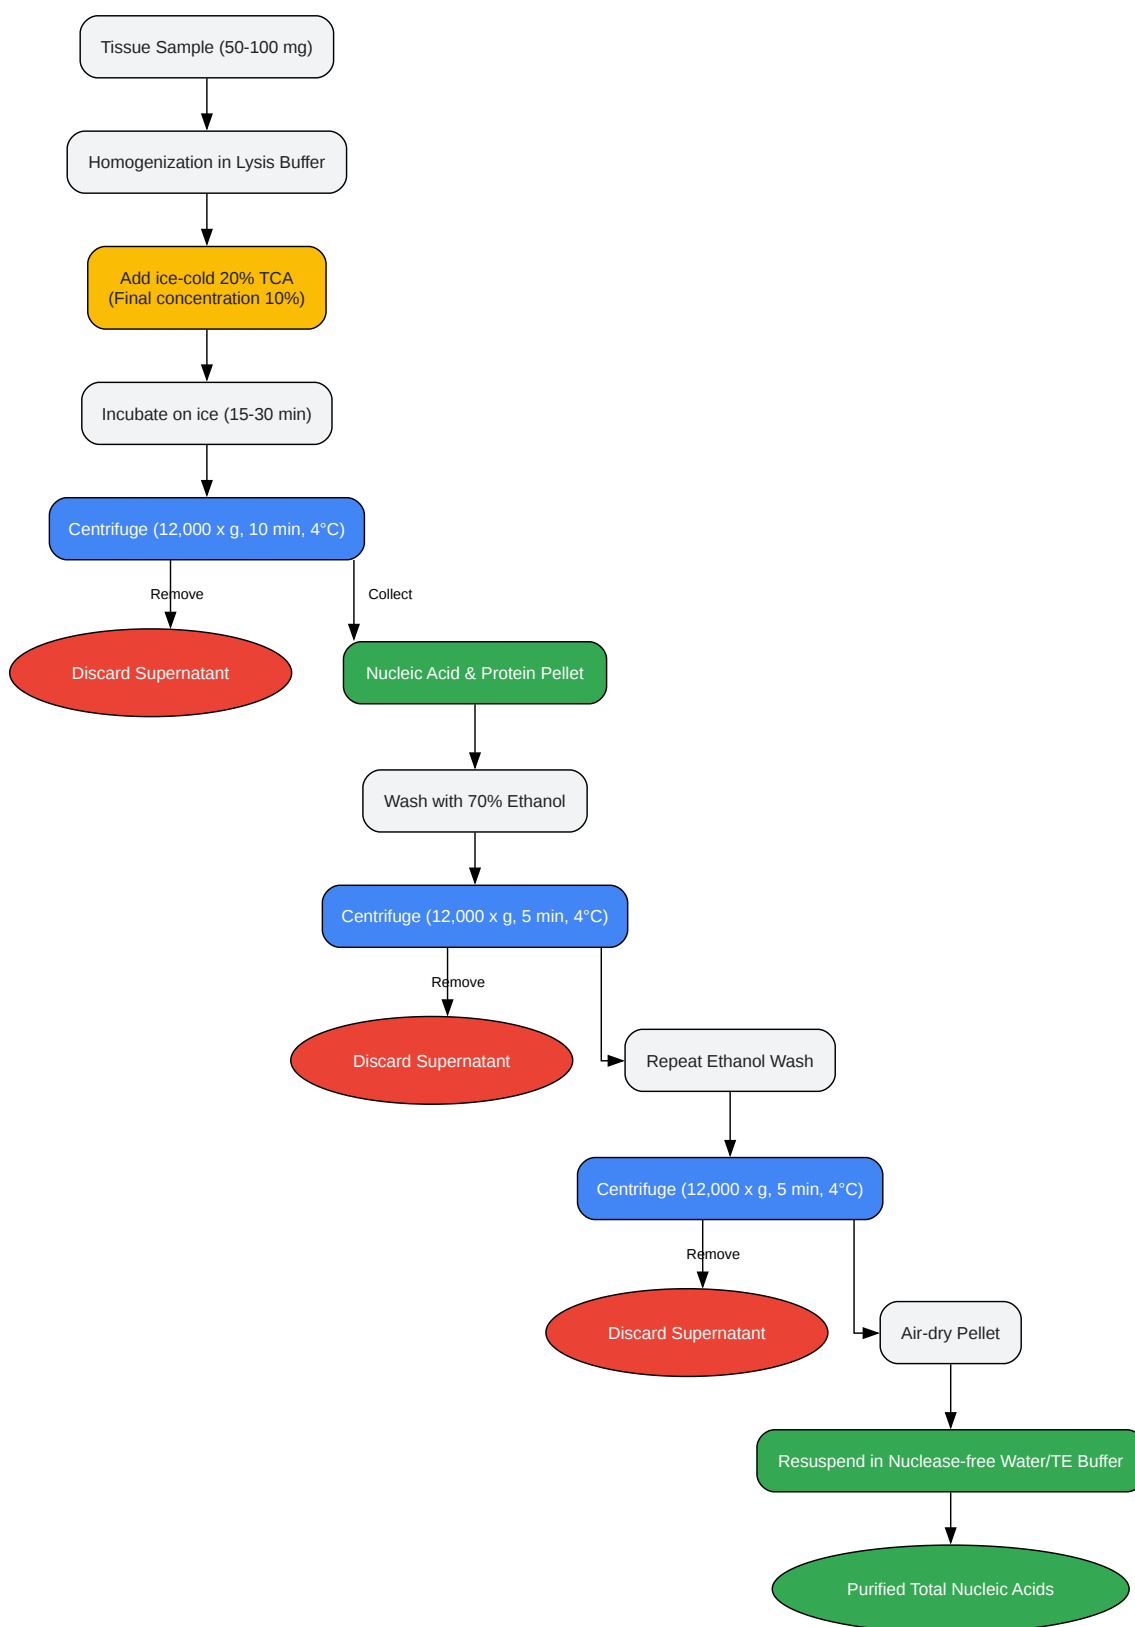 Tissue Sample (50-100 mg)
Homogenization in Lysis Buffer
Add ice-cold 20% TCA
(Final concentration 10%)
Incubate on ice (15-30 min)
Centrifuge (12,000 x g, 10 min, 4°C)
Remove
Collect
Discard Supernatant
Nucleic Acid & Protein Pellet
Wash with 70% Ethanol
Centrifuge (12,000 x g, 5 min, 4°C)
Remove
Discard Supernatant
Repeat Ethanol Wash
Centrifuge (12,000 x g, 5 min, 4°C)
Remove
Discard Supernatant
Air-dry Pellet
Resuspend in Nuclease-free Water/TE Buffer
Purified Total Nucleic Acids